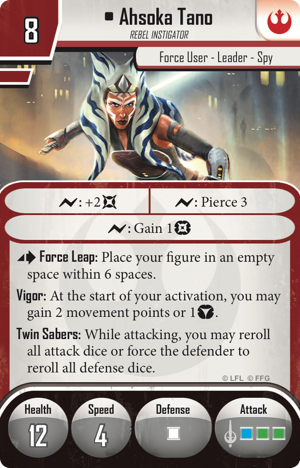 8
Ahsoka Tano
REBEL INSTIGATOR
Force User - Leader - Spy
: +2
: Pierce 3
: Gain 1
Force Leap: Place your figure in an empty
space within 6 spaces.
Vigor: At the start of your activation, you may
gain 2 movement points or 1 .
Twin Sabers: While attacking, you may reroll
all attack dice or force the defender to
reroll all defense dice.
© LFL © FFG
Health Speed Defense Attack
12 4